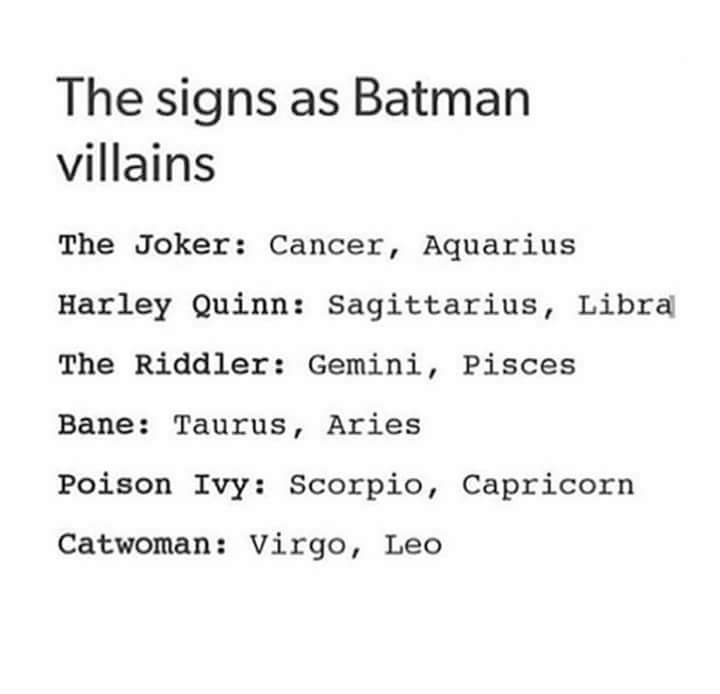 The signs as Batman
villains
The Joker: Cancer, Aquarius
Harley Quinn: Sagittarius, Libra
The Riddler: Gemini, Pisces
Bane: Taurus, Aries
Poison Ivy: Scorpio, Capricorn
Catwoman: Virgo, Leo